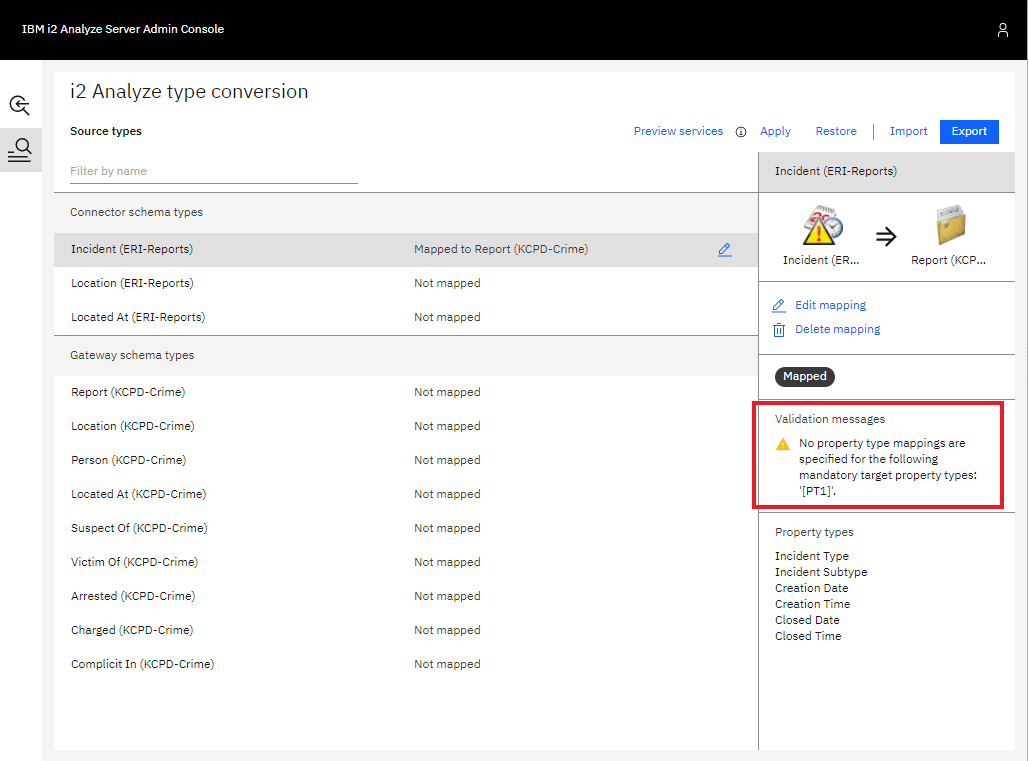 IBM i2 Analyze Server Admin Console
i2 Analyze type conversion
Source types
Preview services Apply Restore Import Export
Filter by name
Connector schema types
Incident (ERI-Reports) Mapped to Report (KCPD-Crime)
Location (ERI-Reports) Not mapped
Located At (ERI-Reports) Not mapped
Gateway schema types
Report (KCPD-Crime) Not mapped
Location (KCPD-Crime) Not mapped
Person (KCPD-Crime) Not mapped
Located At (KCPD-Crime) Not mapped
Suspect Of (KCPD-Crime) Not mapped
Victim Of (KCPD-Crime) Not mapped
Arrested (KCPD-Crime) Not mapped
Charged (KCPD-Crime) Not mapped
Complicit In (KCPD-Crime) Not mapped
Incident (ERI-Reports)
Incident (ER... Report (KCP...
Edit mapping
Delete mapping
Mapped
Validation messages
No property type mappings are
specified for the following
mandatory target property types:
'[PT1]'.
Property types
Incident Type
Incident Subtype
Creation Date
Creation Time
Closed Date
Closed Time